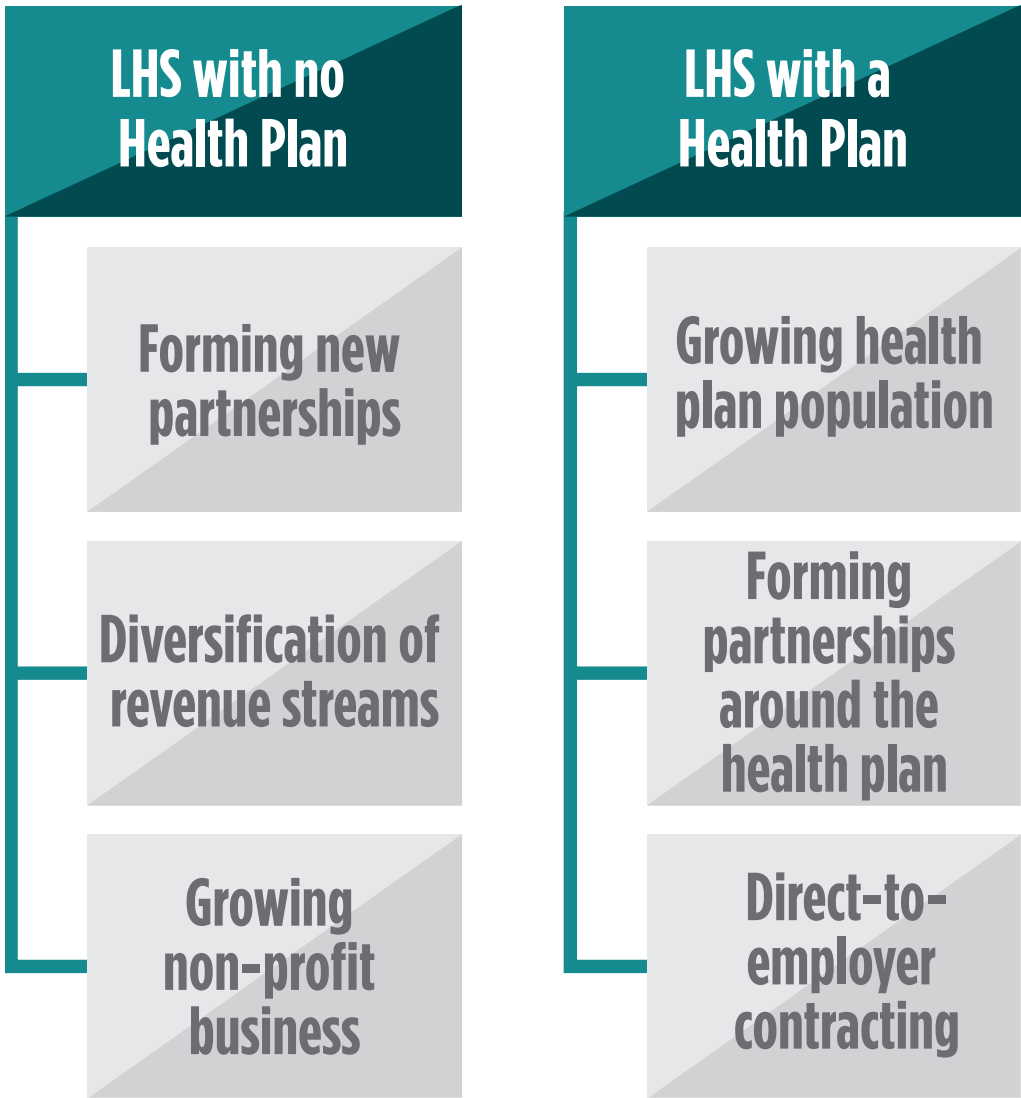 LHS with no
Health Plan
Forming new
partnerships
Diversification of
revenue streams
Growing
non-profit
business
LHS with a
Health Plan
Growing health
plan population
Forming
partnerships
around the
health plan
Direct-to-
employer
contracting